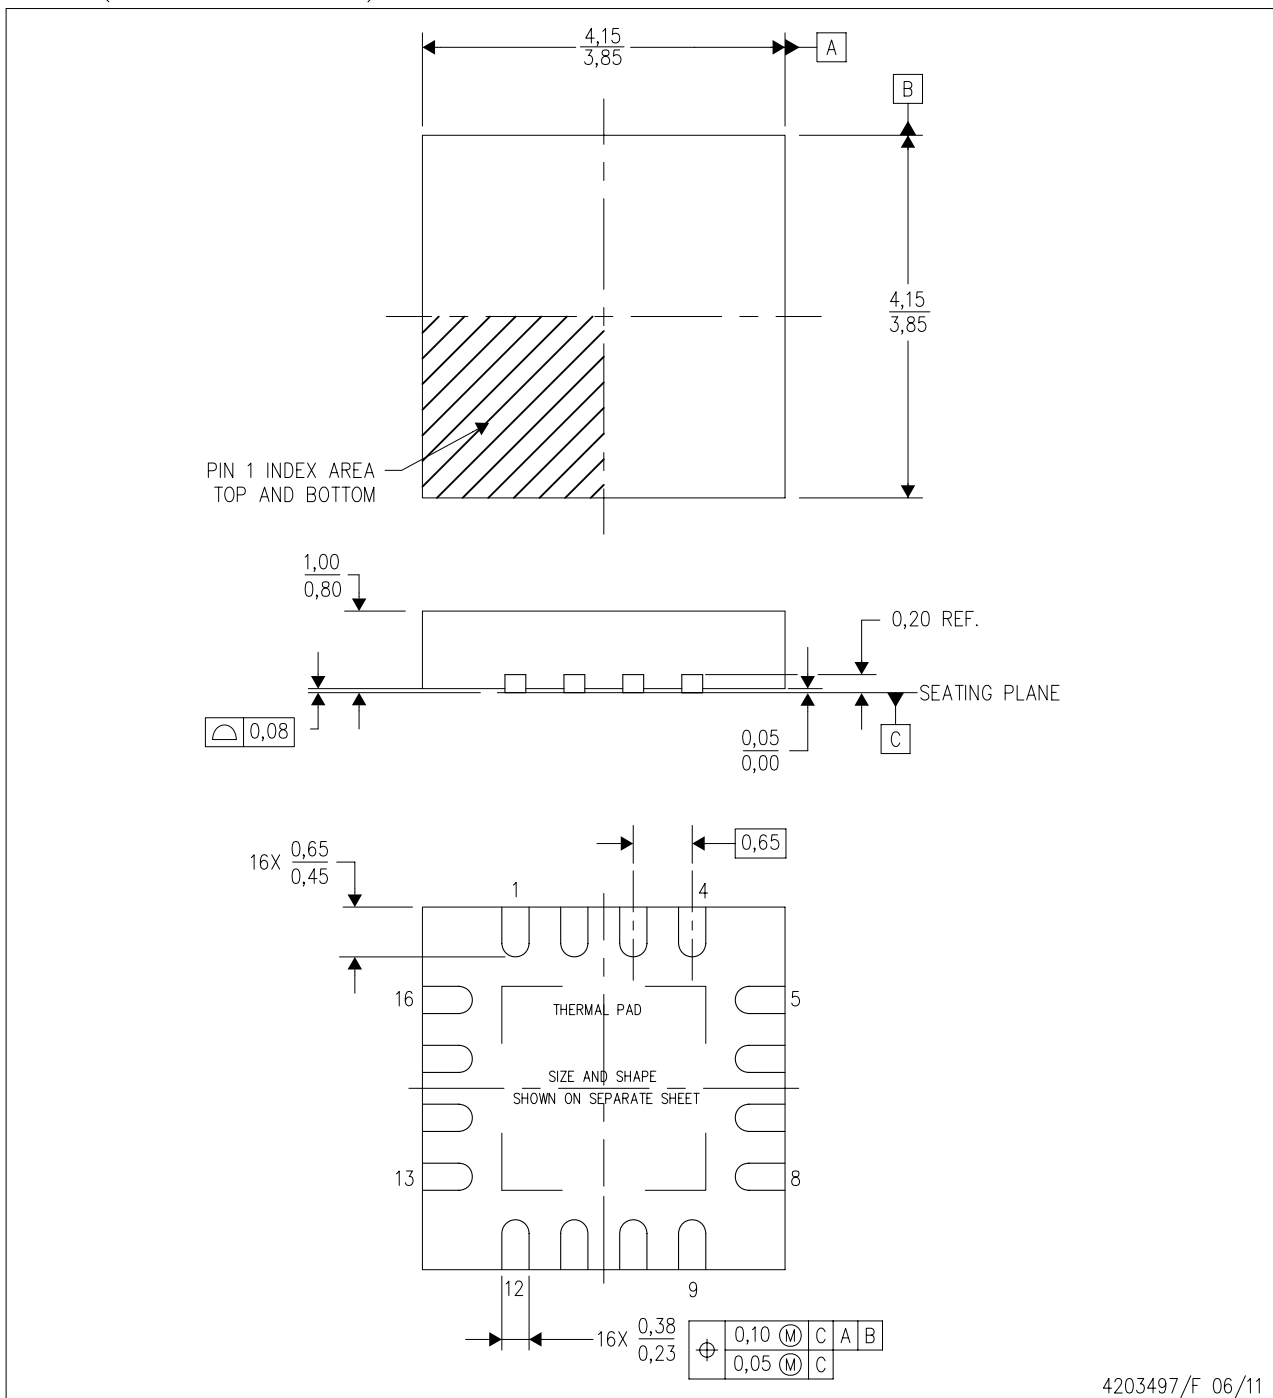 4,15
3,85
A
B
4,15
3,85
PIN 1 INDEX AREA
TOP AND BOTTOM
1,00
0,80
0,20 REF.
SEATING PLANE
0,08
0,05
0,00
C
0,65
16X 0,65
0,45
1
4
16
5
THERMAL PAD
SIZE AND SHAPE
SHOWN ON SEPARATE SHEET
13
8
12
9
16X 0,38
0,23
0,10 Ⓜ C A B
0,05 Ⓜ C
4203497/F 06/11